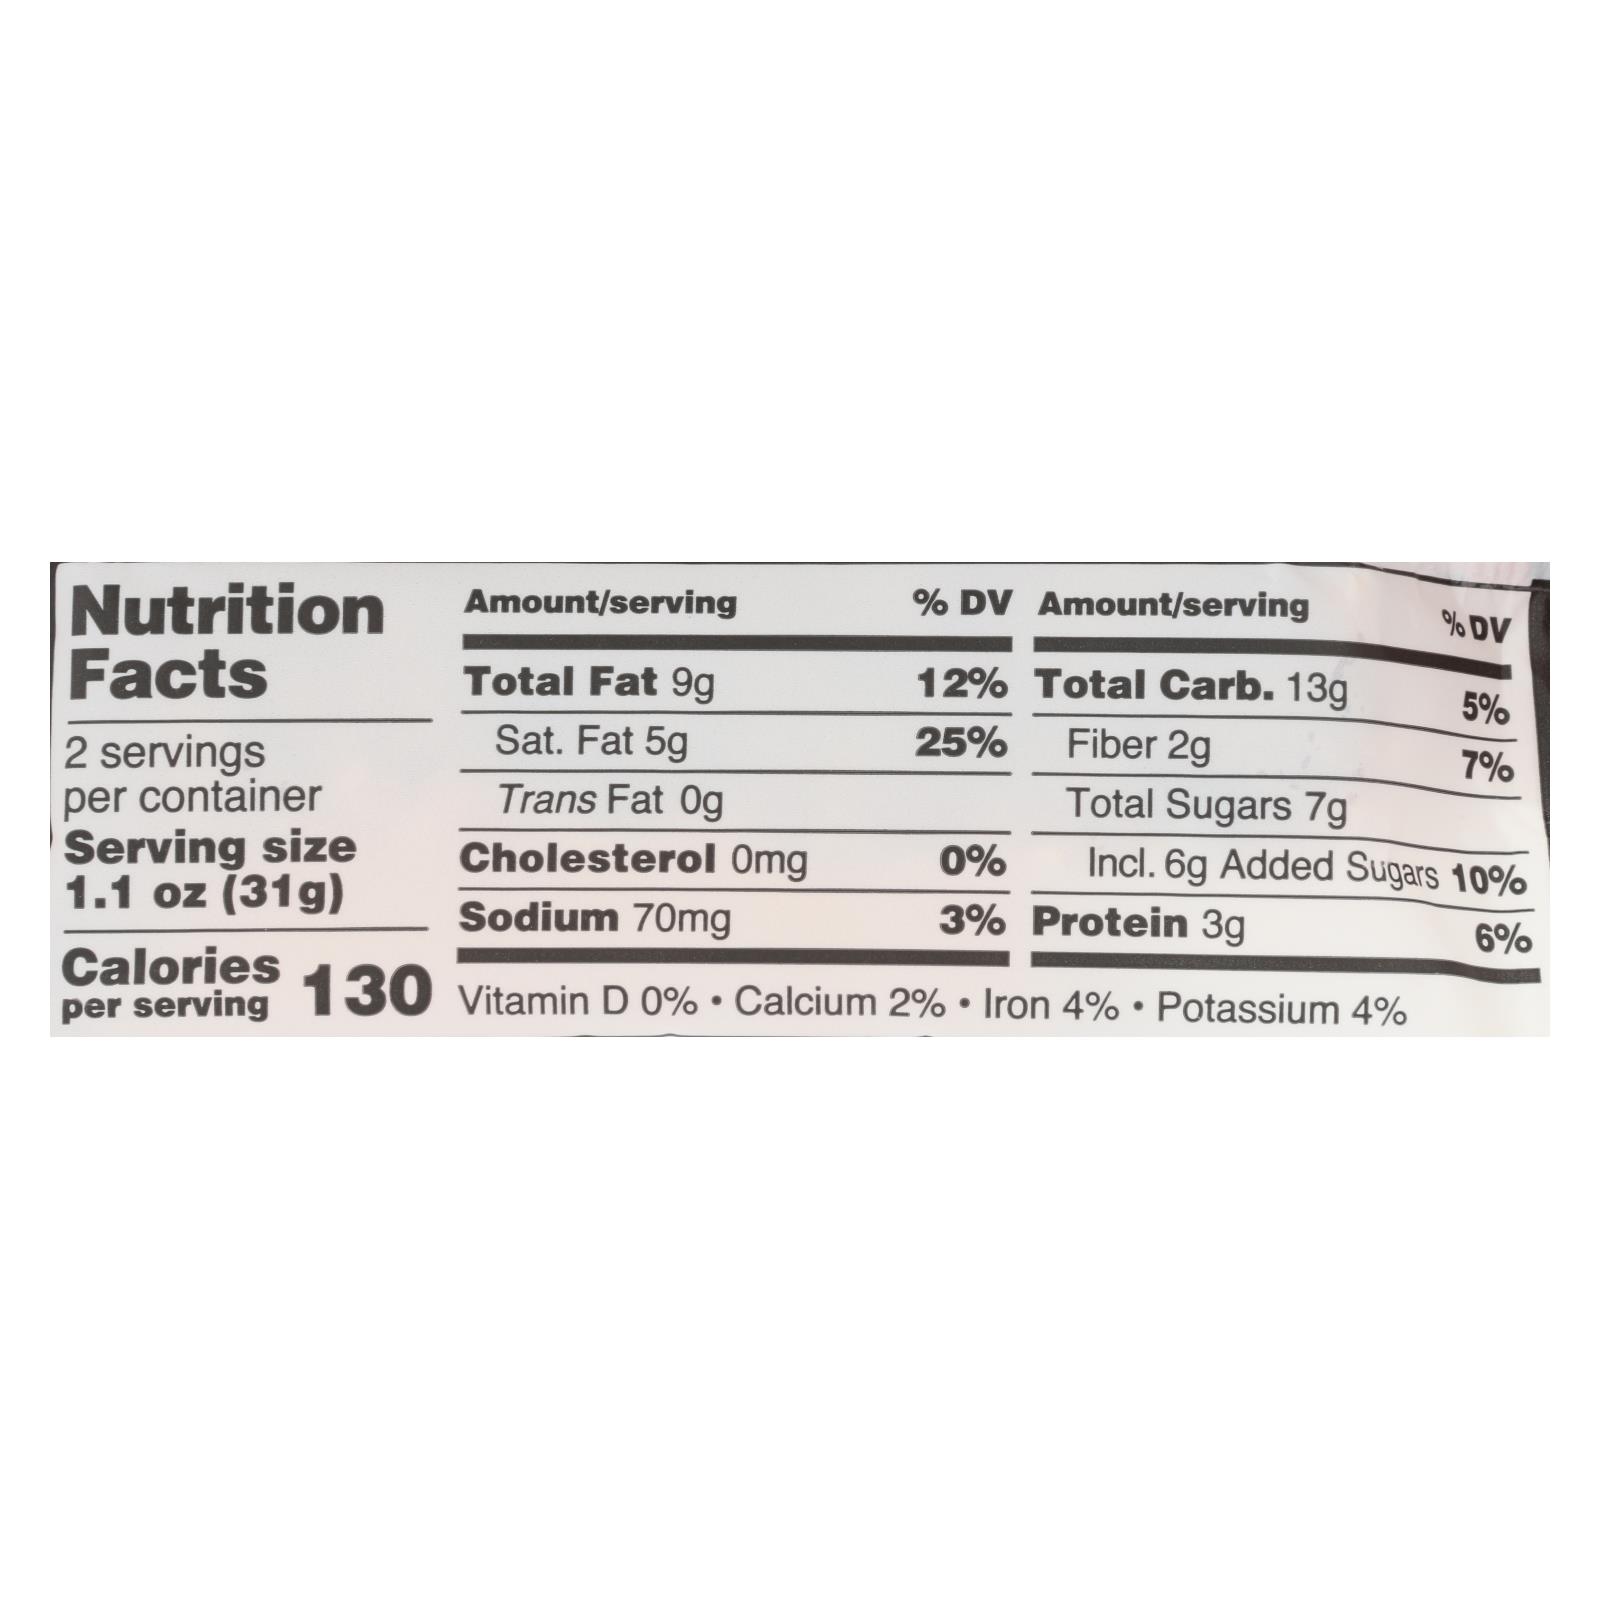 Nutrition
Facts
2 servings
per container
Serving size
1.1 oz (31g)
Calories
per serving 130
Amount/serving % DV
Total Fat 9g 12%
Sat. Fat 5g 25%
Trans Fat 0g
Cholesterol 0mg 0%
Sodium 70mg 3%
Amount/serving % DV
Total Carb. 13g 5%
Fiber 2g 7%
Total Sugars 7g
Incl. 6g Added Sugars 10%
Protein 3g 6%
Vitamin D 0% • Calcium 2% • Iron 4% • Potassium 4%